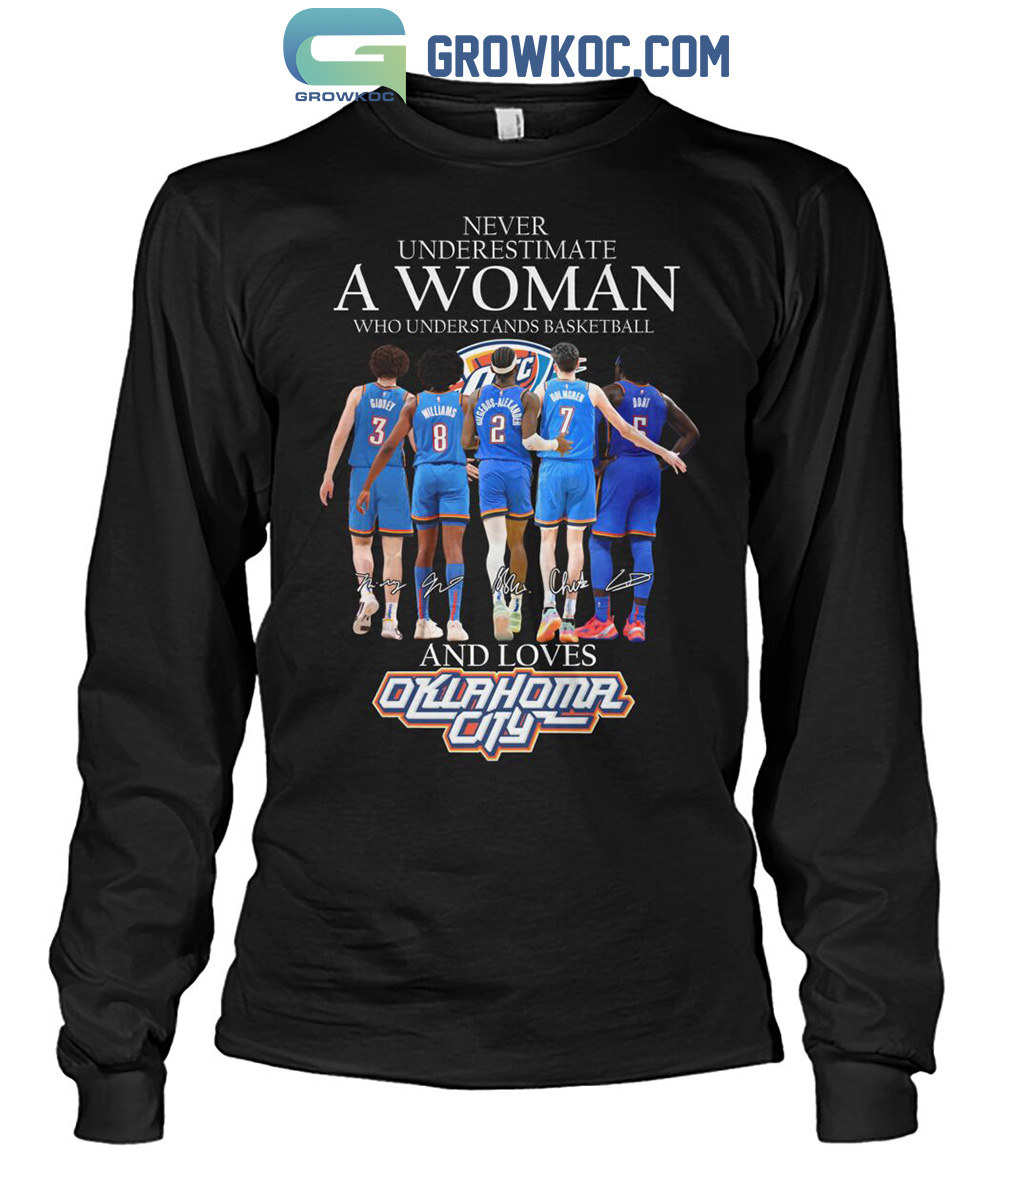 GROWKOC.COM
GROWKOC
NEVER
UNDERESTIMATE
A WOMAN
WHO UNDERSTANDS BASKETBALL
OKC
GIDDEY
3
WILLIAMS
8
GILGEOUS-ALEXANDER
2
HOLMGREN
7
DORT
5
AND LOVES
OKLAHOMA
CITY